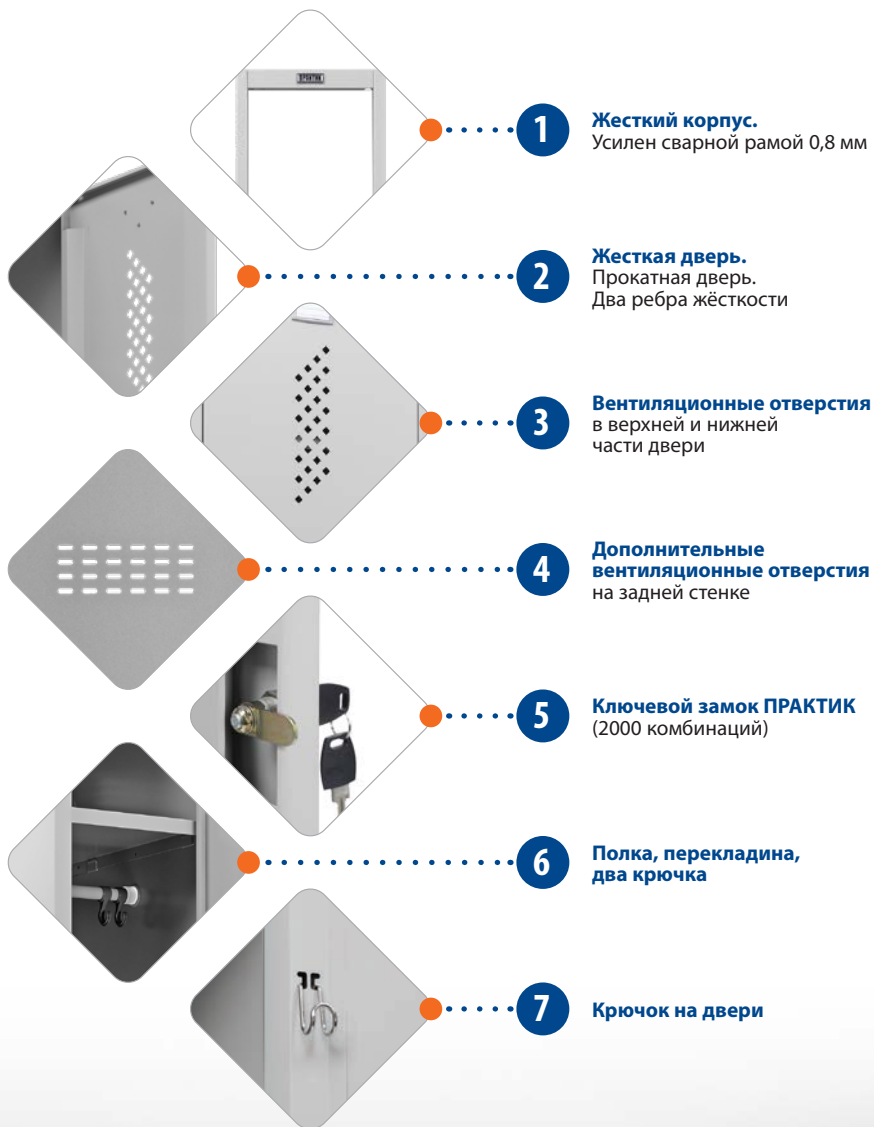 ПРАКТИК
1
Жесткий корпус.
Усилен сварной рамой 0,8 мм
2
Жесткая дверь.
Прокатная дверь.
Два ребра жёсткости
3
Вентиляционные отверстия
в верхней и нижней
части двери
4
Дополнительные
вентиляционные отверстия
на задней стенке
5
Ключевой замок ПРАКТИК
(2000 комбинаций)
6
Полка, перекладина,
два крючка
7
Крючок на двери